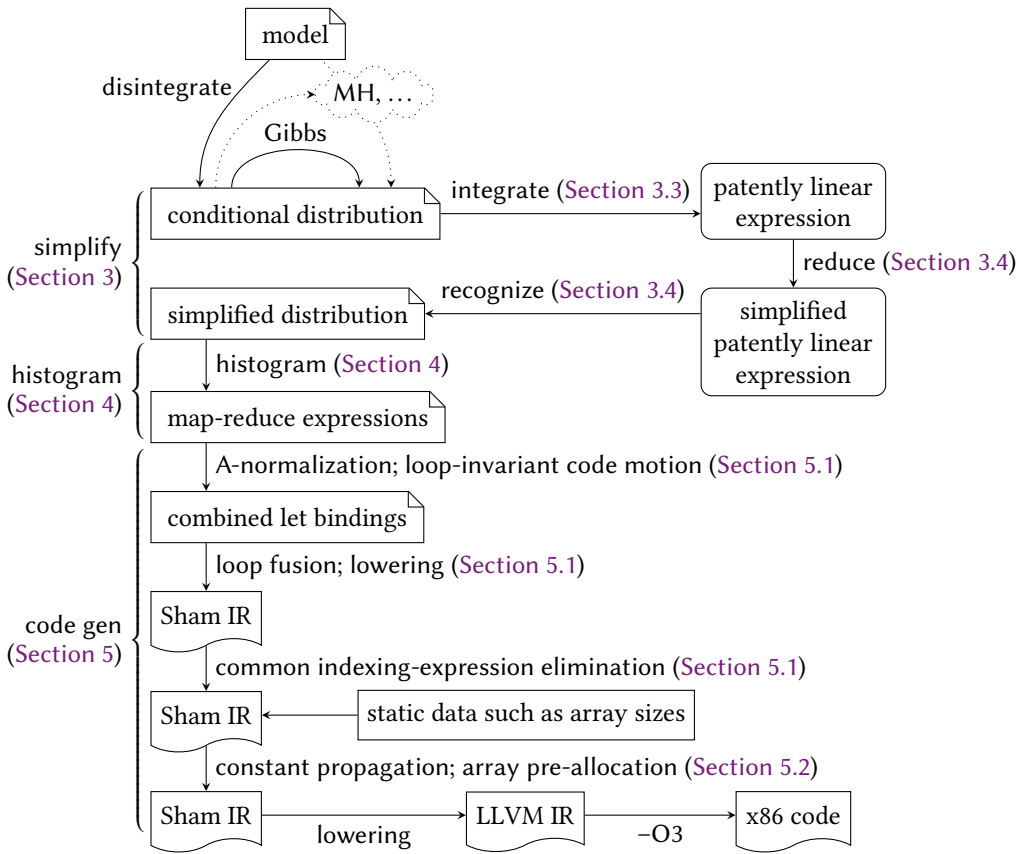 model
disintegrate
MH, …
Gibbs
conditional distribution
integrate (Section 3.3)
patently linear
expression
simplify
(Section 3)
reduce (Section 3.4)
simplified distribution
recognize (Section 3.4)
simplified
patently linear
expression
histogram
(Section 4)
histogram (Section 4)
map-reduce expressions
A-normalization; loop-invariant code motion (Section 5.1)
combined let bindings
loop fusion; lowering (Section 5.1)
code gen
(Section 5)
Sham IR
common indexing-expression elimination (Section 5.1)
Sham IR
static data such as array sizes
constant propagation; array pre-allocation (Section 5.2)
Sham IR
lowering
LLVM IR
–O3
x86 code